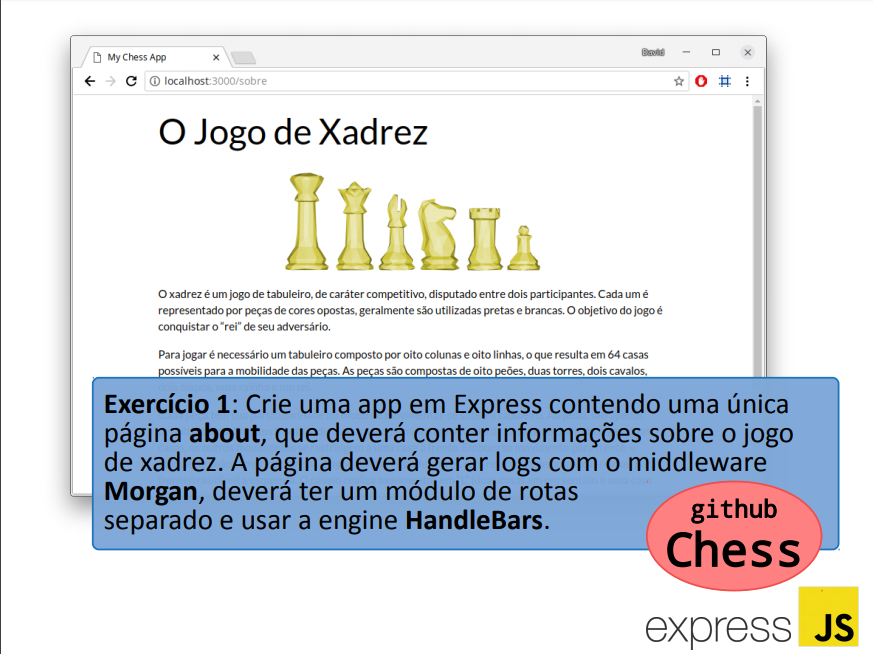 My Chess App
David
localhost:3000/sobre
O Jogo de Xadrez
O xadrez é um jogo de tabuleiro, de caráter competitivo, disputado entre dois participantes. Cada um é
representado por peças de cores opostas, geralmente são utilizadas pretas e brancas. O objetivo do jogo é
conquistar o “rei” de seu adversário.
Para jogar é necessário um tabuleiro composto por oito colunas e oito linhas, o que resulta em 64 casas
possíveis para a mobilidade das peças. As peças são compostas de oito peões, duas torres, dois cavalos,
Exercício 1: Crie uma app em Express contendo uma única
página about, que deverá conter informações sobre o jogo
de xadrez. A página deverá gerar logs com o middleware
Morgan, deverá ter um módulo de rotas
separado e usar a engine HandleBars.
github
Chess
express JS